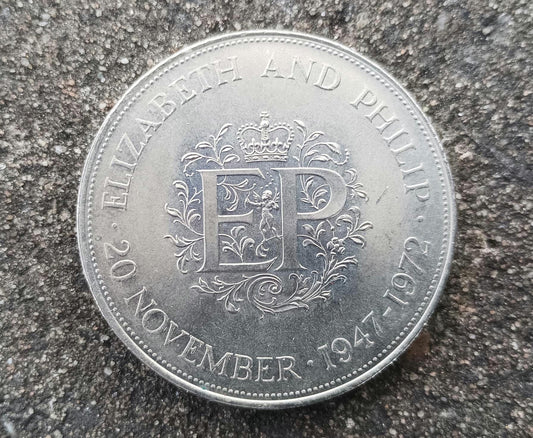 ELIZABETH AND PHILIP
EP
· 20 NOVEMBER · 1947-1972 ·